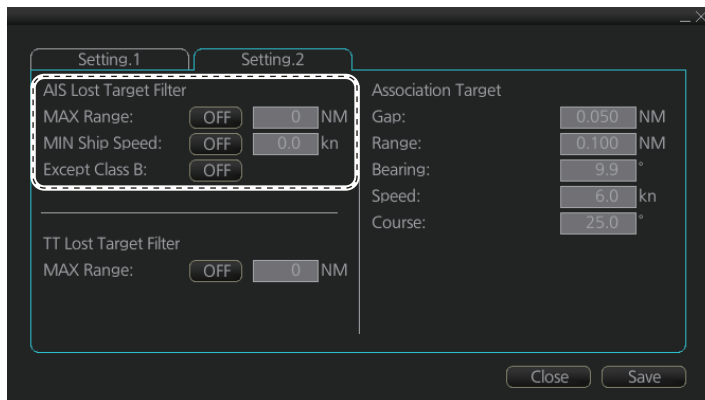 Setting.1 Setting.2
AIS Lost Target Filter
MAX Range: OFF 0 NM
MIN Ship Speed: OFF 0.0 kn
Except Class B: OFF
TT Lost Target Filter
MAX Range: OFF 0 NM
Association Target
Gap: 0.050 NM
Range: 0.100 NM
Bearing: 9.9 °
Speed: 6.0 kn
Course: 25.0 °
Close Save